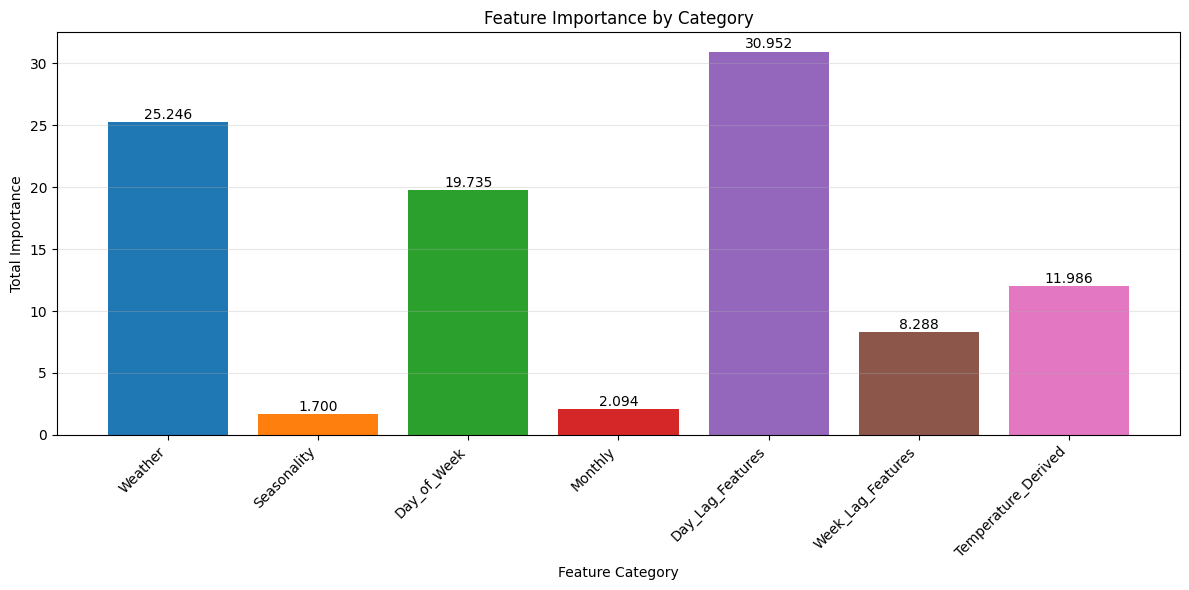 Feature Importance by Category
Total Importance
30
25
20
15
10
5
0
25.246
1.700
19.735
2.094
30.952
8.288
11.986
Weather
Seasonality
Day_of_Week
Monthly
Day_Lag_Features
Week_Lag_Features
Temperature_Derived
Feature Category